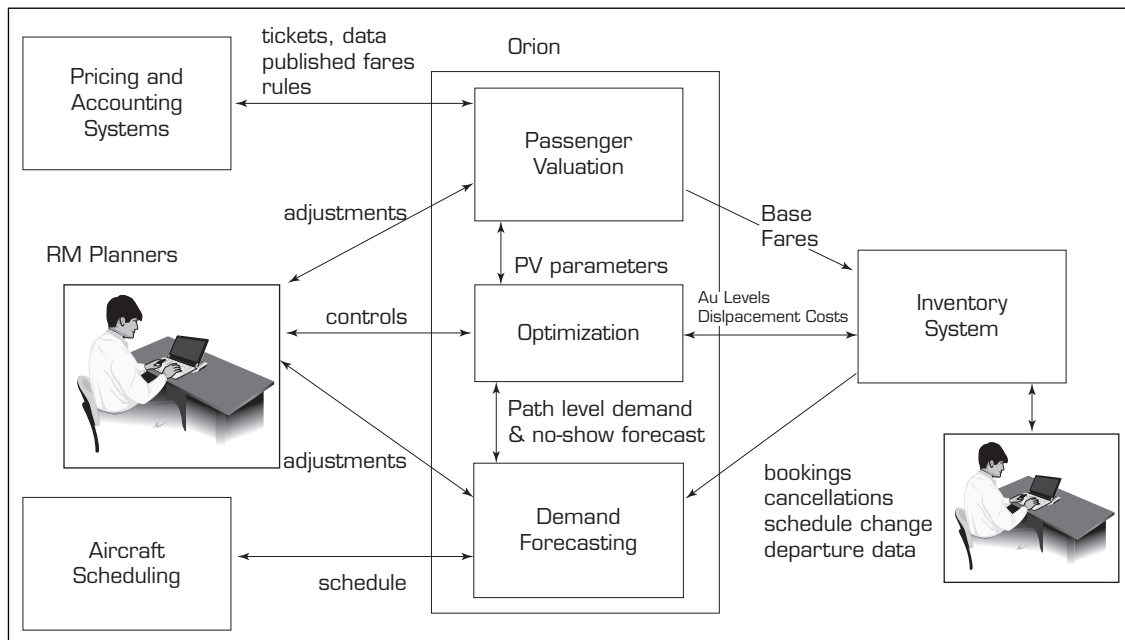 tickets, data
published fares
rules
Orion
Pricing and
Accounting
Systems
Passenger
Valuation
adjustments
Base
Fares
RM Planners
PV parameters
controls
Optimization
Au Levels
Dislpacement Costs
Inventory
System
Path level demand
& no-show forecast
adjustments
bookings
cancellations
schedule change
departure data
Demand
Forecasting
Aircraft
Scheduling
schedule